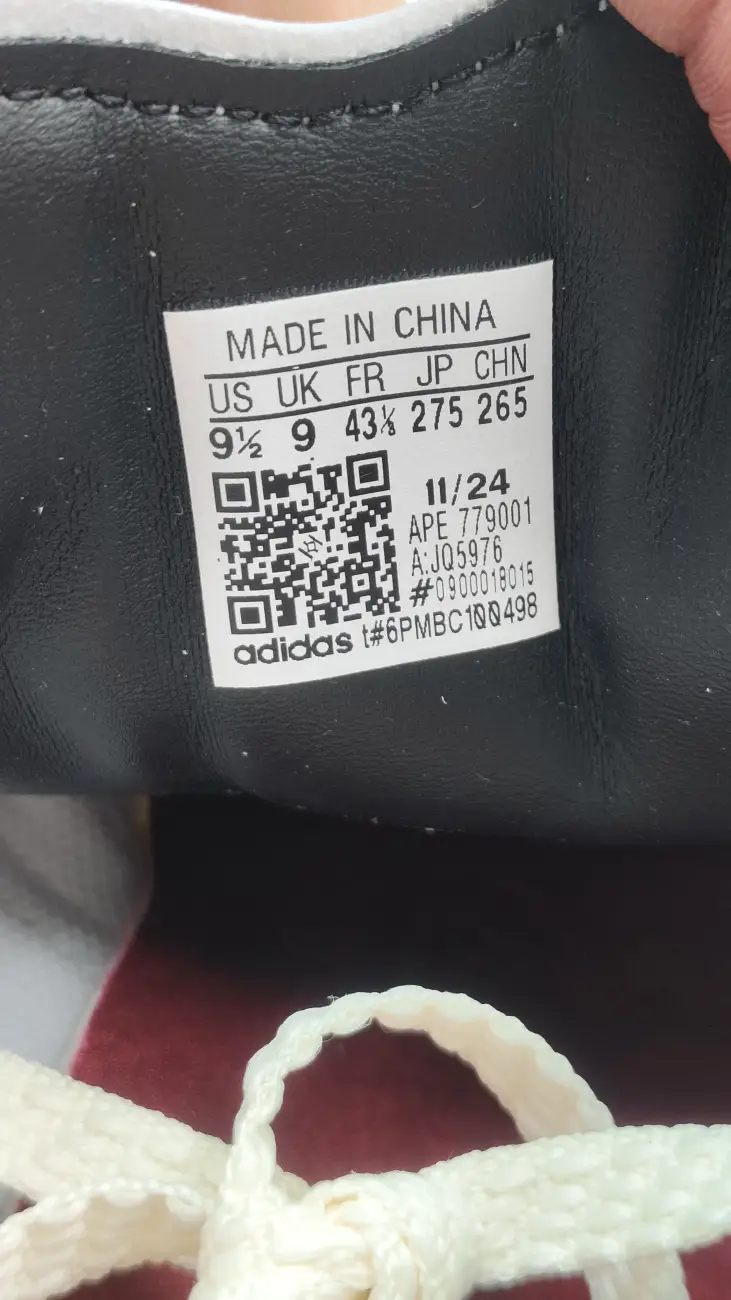 MADE IN CHINA
US UK FR JP CHN
9½ 9 43⅓ 275 265
11/24
APE 779001
A:JQ5976
#0900018015
adidas t#6PMBC100498